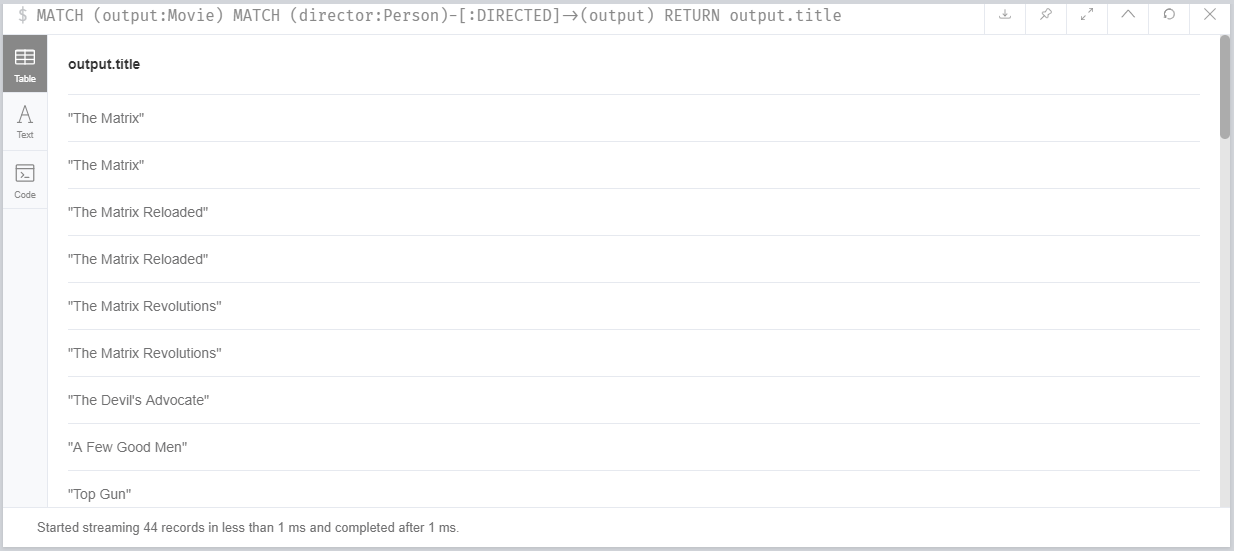 $ MATCH (output:Movie) MATCH (director:Person)-[:DIRECTED]->(output) RETURN output.title
Table
Text
Code
output.title
"The Matrix"
"The Matrix"
"The Matrix Reloaded"
"The Matrix Reloaded"
"The Matrix Revolutions"
"The Matrix Revolutions"
"The Devil's Advocate"
"A Few Good Men"
"Top Gun"
Started streaming 44 records in less than 1 ms and completed after 1 ms.